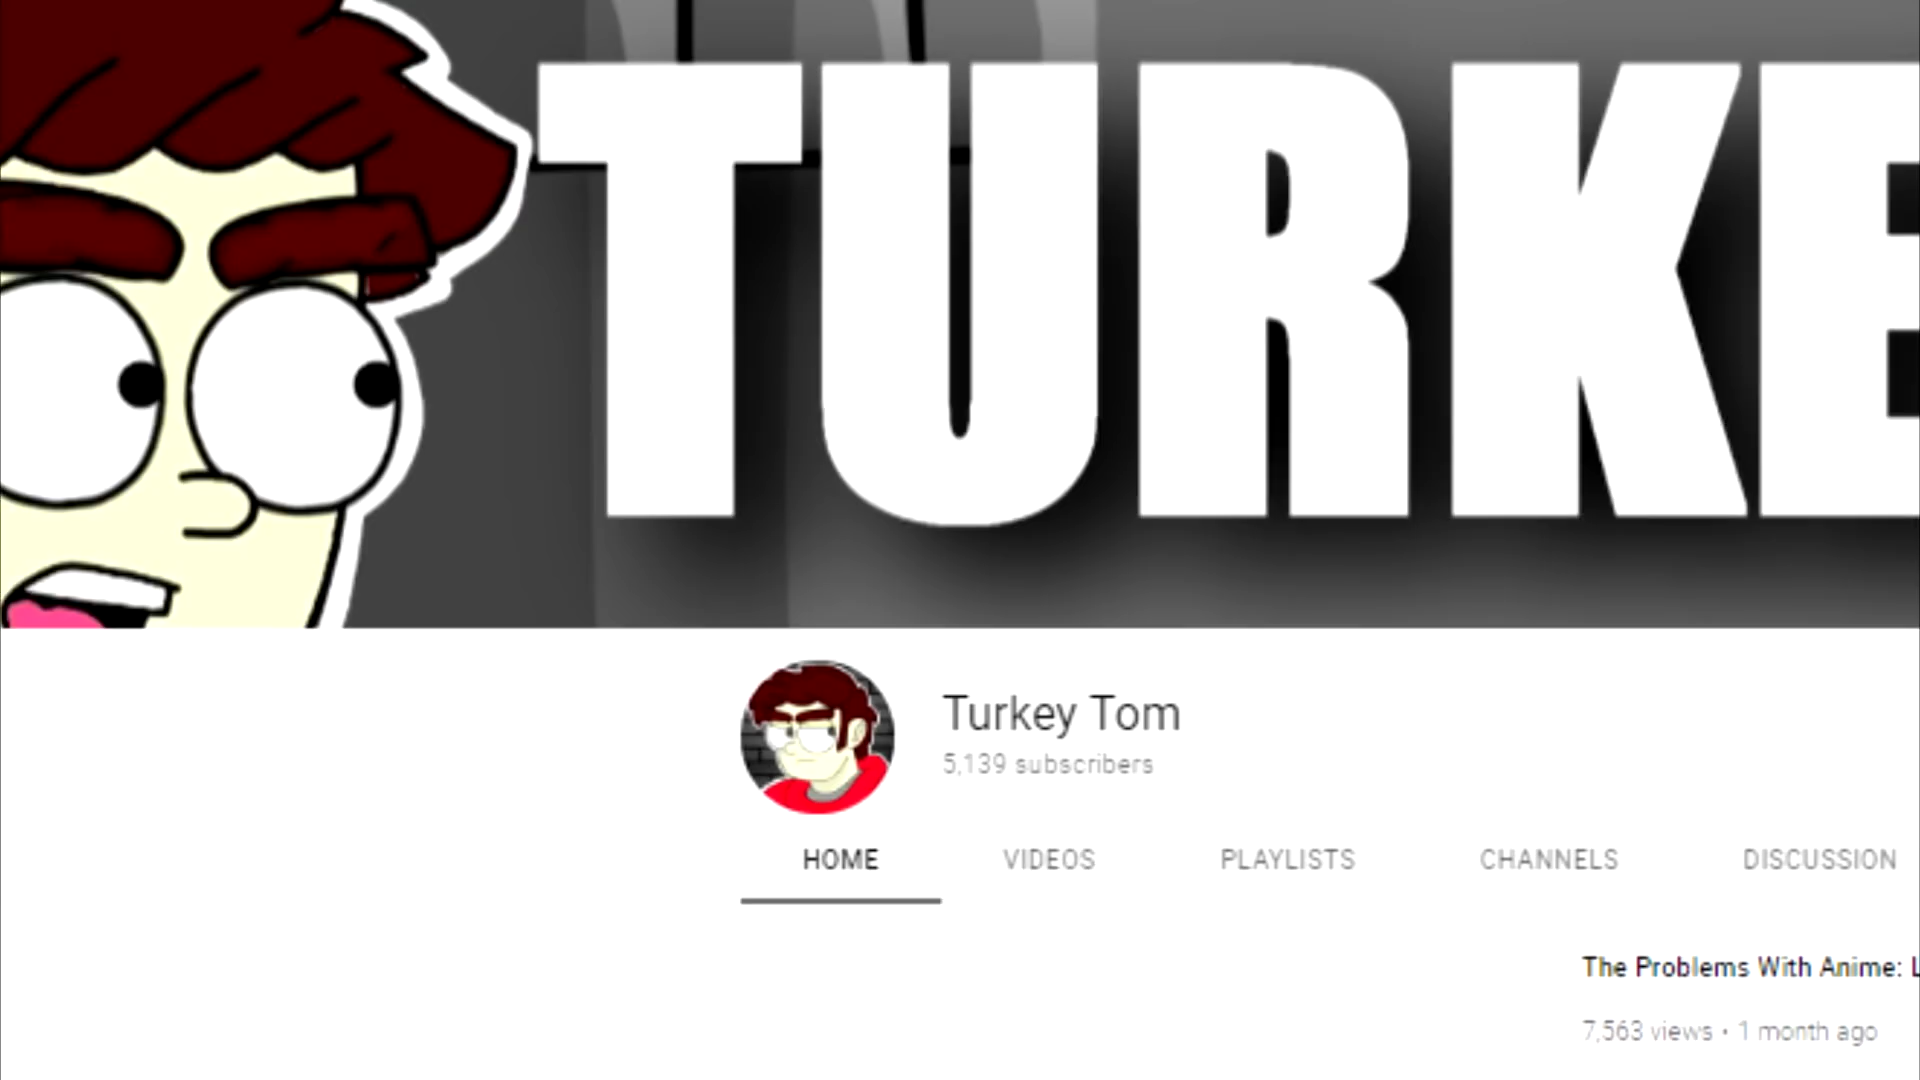 TURKE
Turkey Tom
5,139 subscribers
HOME VIDEOS PLAYLISTS CHANNELS DISCUSSION
The Problems With Anime: L
7,563 views • 1 month ago